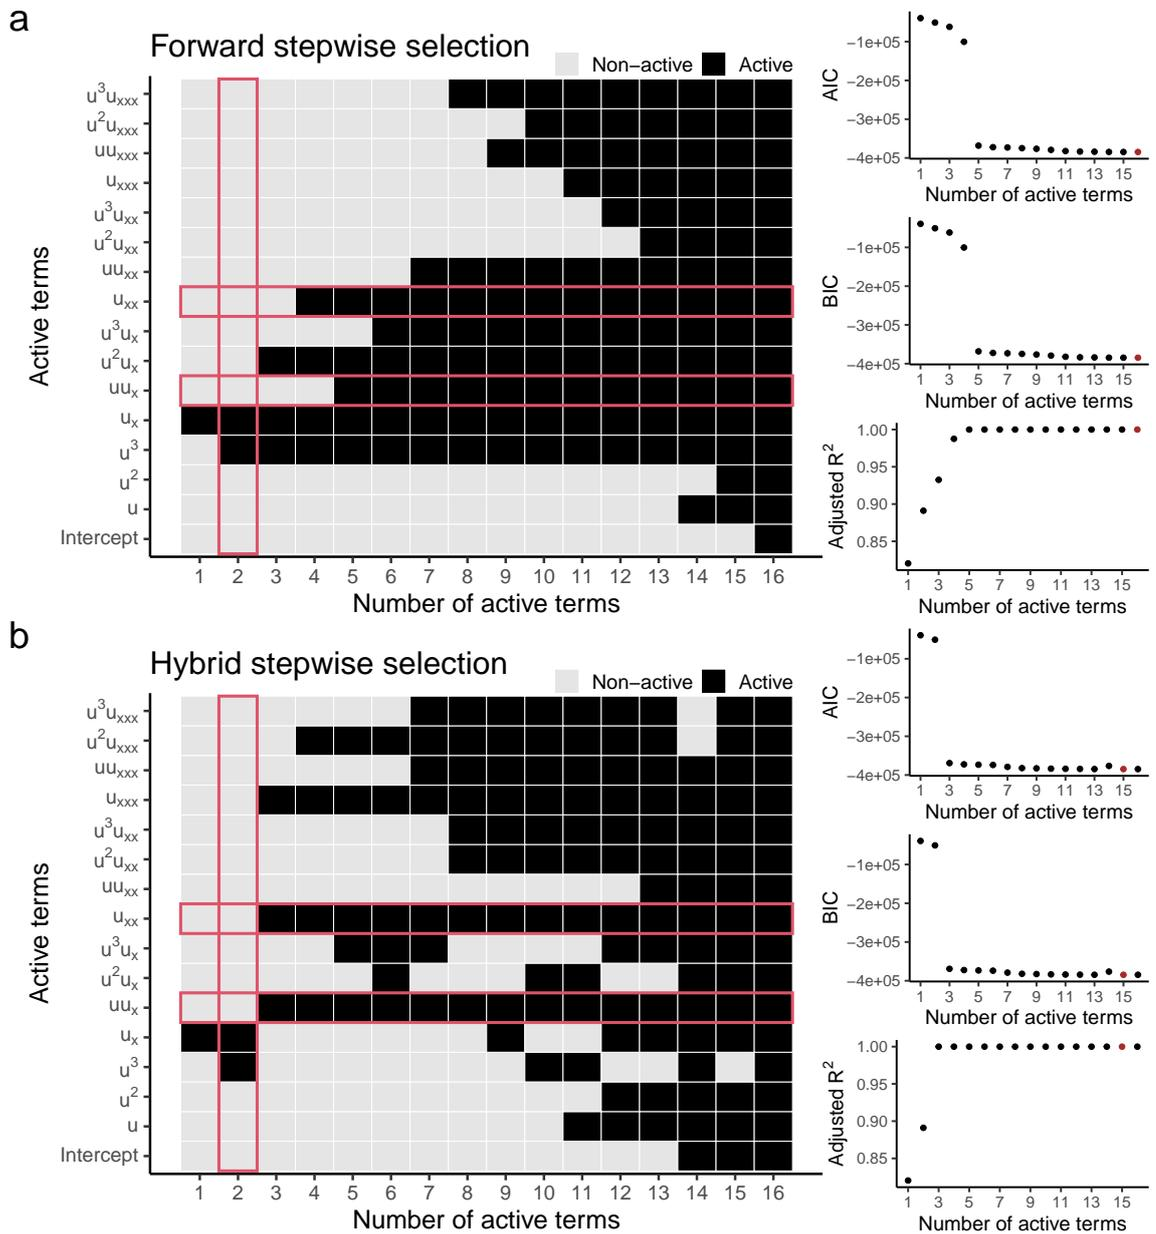 a
Forward stepwise selection
Non−active Active
Active terms
u³uₓₓₓ
u²uₓₓₓ
uuₓₓₓ
uₓₓₓ
u³uₓₓ
u²uₓₓ
uuₓₓ
uₓₓ
u³uₓ
u²uₓ
uuₓ
uₓ
u³
u²
u
Intercept
1 2 3 4 5 6 7 8 9 10 11 12 13 14 15 16
Number of active terms
AIC
−1e+05
−2e+05
−3e+05
−4e+05
1 3 5 7 9 11 13 15
Number of active terms
BIC
−1e+05
−2e+05
−3e+05
−4e+05
1 3 5 7 9 11 13 15
Number of active terms
Adjusted R²
1.00
0.95
0.90
0.85
1 3 5 7 9 11 13 15
Number of active terms
b
Hybrid stepwise selection
Non−active Active
Active terms
u³uₓₓₓ
u²uₓₓₓ
uuₓₓₓ
uₓₓₓ
u³uₓₓ
u²uₓₓ
uuₓₓ
uₓₓ
u³uₓ
u²uₓ
uuₓ
uₓ
u³
u²
u
Intercept
1 2 3 4 5 6 7 8 9 10 11 12 13 14 15 16
Number of active terms
AIC
−1e+05
−2e+05
−3e+05
−4e+05
1 3 5 7 9 11 13 15
Number of active terms
BIC
−1e+05
−2e+05
−3e+05
−4e+05
1 3 5 7 9 11 13 15
Number of active terms
Adjusted R²
1.00
0.95
0.90
0.85
1 3 5 7 9 11 13 15
Number of active terms